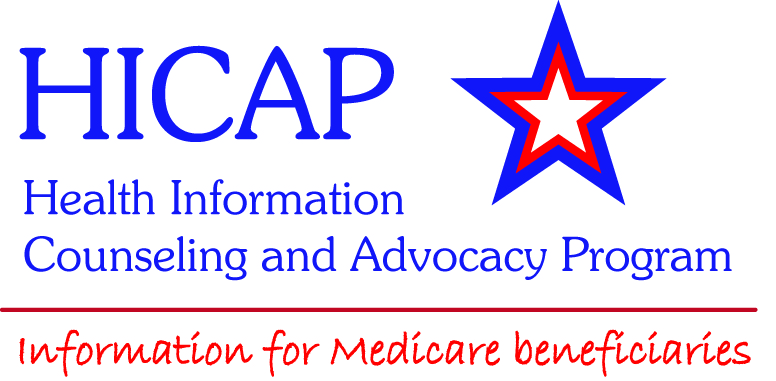 HICAP
Health Information
Counseling and Advocacy Program
Information for Medicare beneficiaries